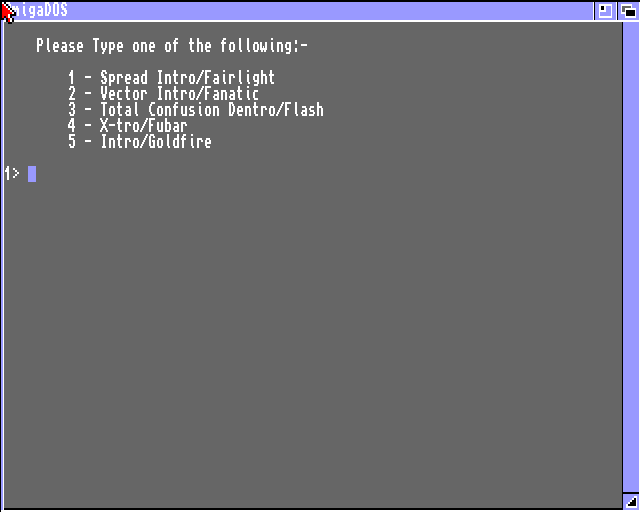 migaDOS
Please Type one of the following:-
1 - Spread Intro/Fairlight
2 - Vector Intro/Fanatic
3 - Total Confusion Dentro/Flash
4 - X-tro/Fubar
5 - Intro/Goldfire
1>